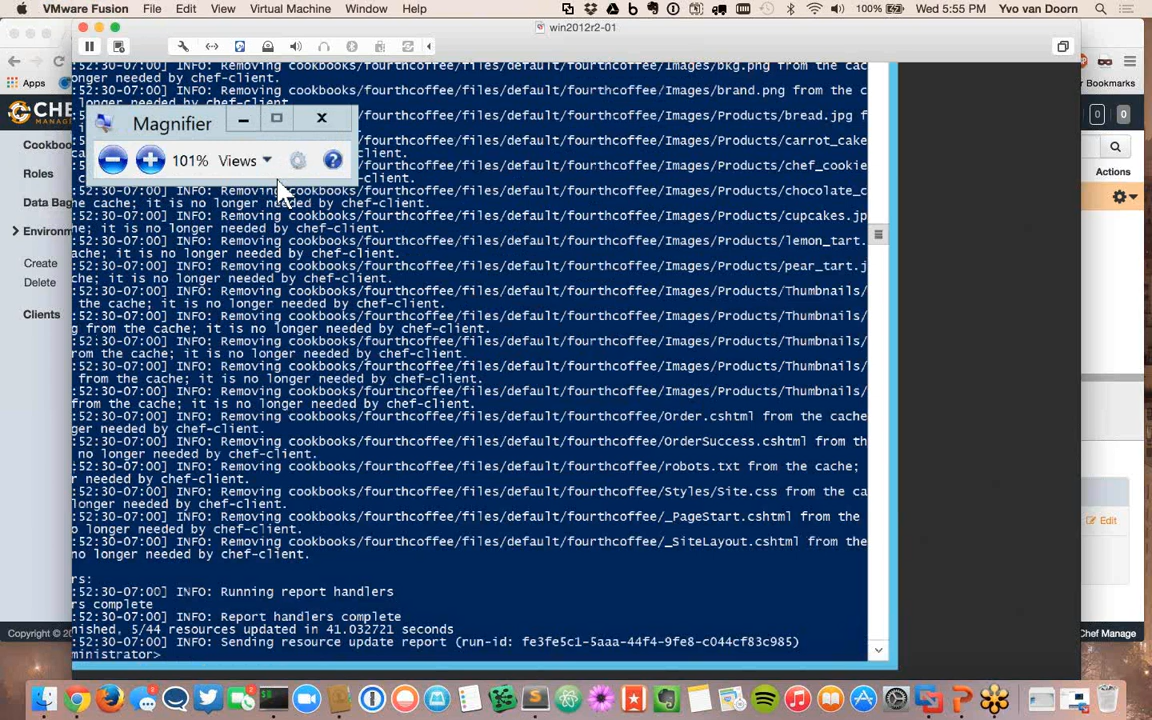 VMware Fusion File Edit View Virtual Machine Window Help 100% Wed 5:55 PM Yvo van Doorn
win2012r2-01
Apps
Bookmarks
CHE
0 0
Cookbo
Roles
Data Bag
Environm
Create
Delete
Clients
Actions
Edit
Copyright © 20
Chef Manage
Magnifier
101% Views
:52:30-07:00] INFO: Removing cookbooks/fourthcoffee/files/default/fourthcoffee/Images/bkg.png from the cac
onger needed by chef-client.
:52:30-07:00] INFO: Removing cookbooks/fourthcoffee/files/default/fourthcoffee/Images/brand.png from the c
longer needed by chef-client.
cookbooks/fourthcoffee/files/default/fourthcoffee/Images/Products/bread.jpg f
client.
cookbooks/fourthcoffee/files/default/fourthcoffee/Images/Products/carrot_cake
-client.
cookbooks/fourthcoffee/files/default/fourthcoffee/Images/Products/chef_cookie
f-client.
:52:30-07:00] INFO: Removing cookbooks/fourthcoffee/files/default/fourthcoffee/Images/Products/chocolate_c
e cache; it is no longer needed by chef-client.
:52:30-07:00] INFO: Removing cookbooks/fourthcoffee/files/default/fourthcoffee/Images/Products/cupcakes.jp
he; it is no longer needed by chef-client.
:52:30-07:00] INFO: Removing cookbooks/fourthcoffee/files/default/fourthcoffee/Images/Products/lemon_tart.
ache; it is no longer needed by chef-client.
:52:30-07:00] INFO: Removing cookbooks/fourthcoffee/files/default/fourthcoffee/Images/Products/pear_tart.j
che; it is no longer needed by chef-client.
:52:30-07:00] INFO: Removing cookbooks/fourthcoffee/files/default/fourthcoffee/Images/Products/Thumbnails/
 the cache; it is no longer needed by chef-client.
:52:30-07:00] INFO: Removing cookbooks/fourthcoffee/files/default/fourthcoffee/Images/Products/Thumbnails/
g from the cache; it is no longer needed by chef-client.
:52:30-07:00] INFO: Removing cookbooks/fourthcoffee/files/default/fourthcoffee/Images/Products/Thumbnails/
rom the cache; it is no longer needed by chef-client.
:52:30-07:00] INFO: Removing cookbooks/fourthcoffee/files/default/fourthcoffee/Images/Products/Thumbnails/
 from the cache; it is no longer needed by chef-client.
:52:30-07:00] INFO: Removing cookbooks/fourthcoffee/files/default/fourthcoffee/Images/Products/Thumbnails/
from the cache; it is no longer needed by chef-client.
:52:30-07:00] INFO: Removing cookbooks/fourthcoffee/files/default/fourthcoffee/Order.cshtml from the cache
ger needed by chef-client.
:52:30-07:00] INFO: Removing cookbooks/fourthcoffee/files/default/fourthcoffee/OrderSuccess.cshtml from th
 no longer needed by chef-client.
:52:30-07:00] INFO: Removing cookbooks/fourthcoffee/files/default/fourthcoffee/robots.txt from the cache;
er needed by chef-client.
:52:30-07:00] INFO: Removing cookbooks/fourthcoffee/files/default/fourthcoffee/Styles/Site.css from the ca
longer needed by chef-client.
:52:30-07:00] INFO: Removing cookbooks/fourthcoffee/files/default/fourthcoffee/_PageStart.cshtml from the
o longer needed by chef-client.
:52:30-07:00] INFO: Removing cookbooks/fourthcoffee/files/default/fourthcoffee/_SiteLayout.cshtml from the
no longer needed by chef-client.
rs:
:52:30-07:00] INFO: Running report handlers
rs complete
:52:30-07:00] INFO: Report handlers complete
nished, 5/44 resources updated in 41.032721 seconds
:52:30-07:00] INFO: Sending resource update report (run-id: fe3fe5c1-5aaa-44f4-9fe8-c044cf83c985)
ministrator>